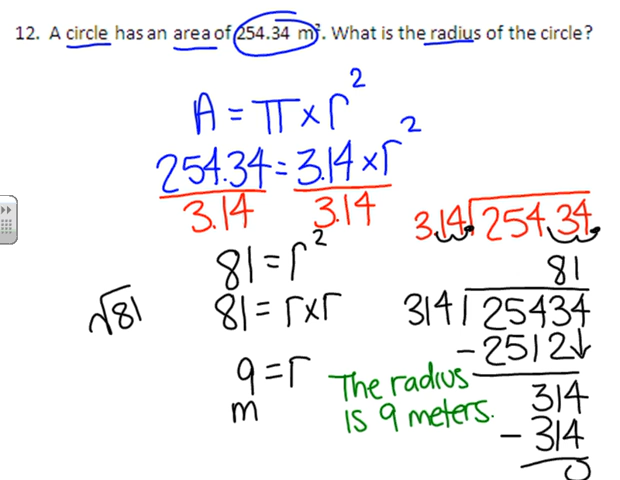 12. A circle has an area of 254.34 m². What is the radius of the circle?
A = π × r²
254.34 = 3.14 × r²
3.14 3.14
3.14 254.34.
81 = r²
81
√81
81 = r × r
314 25434
- 2512↓
9 = r
m
The radius
is 9 meters.
314
- 314
0